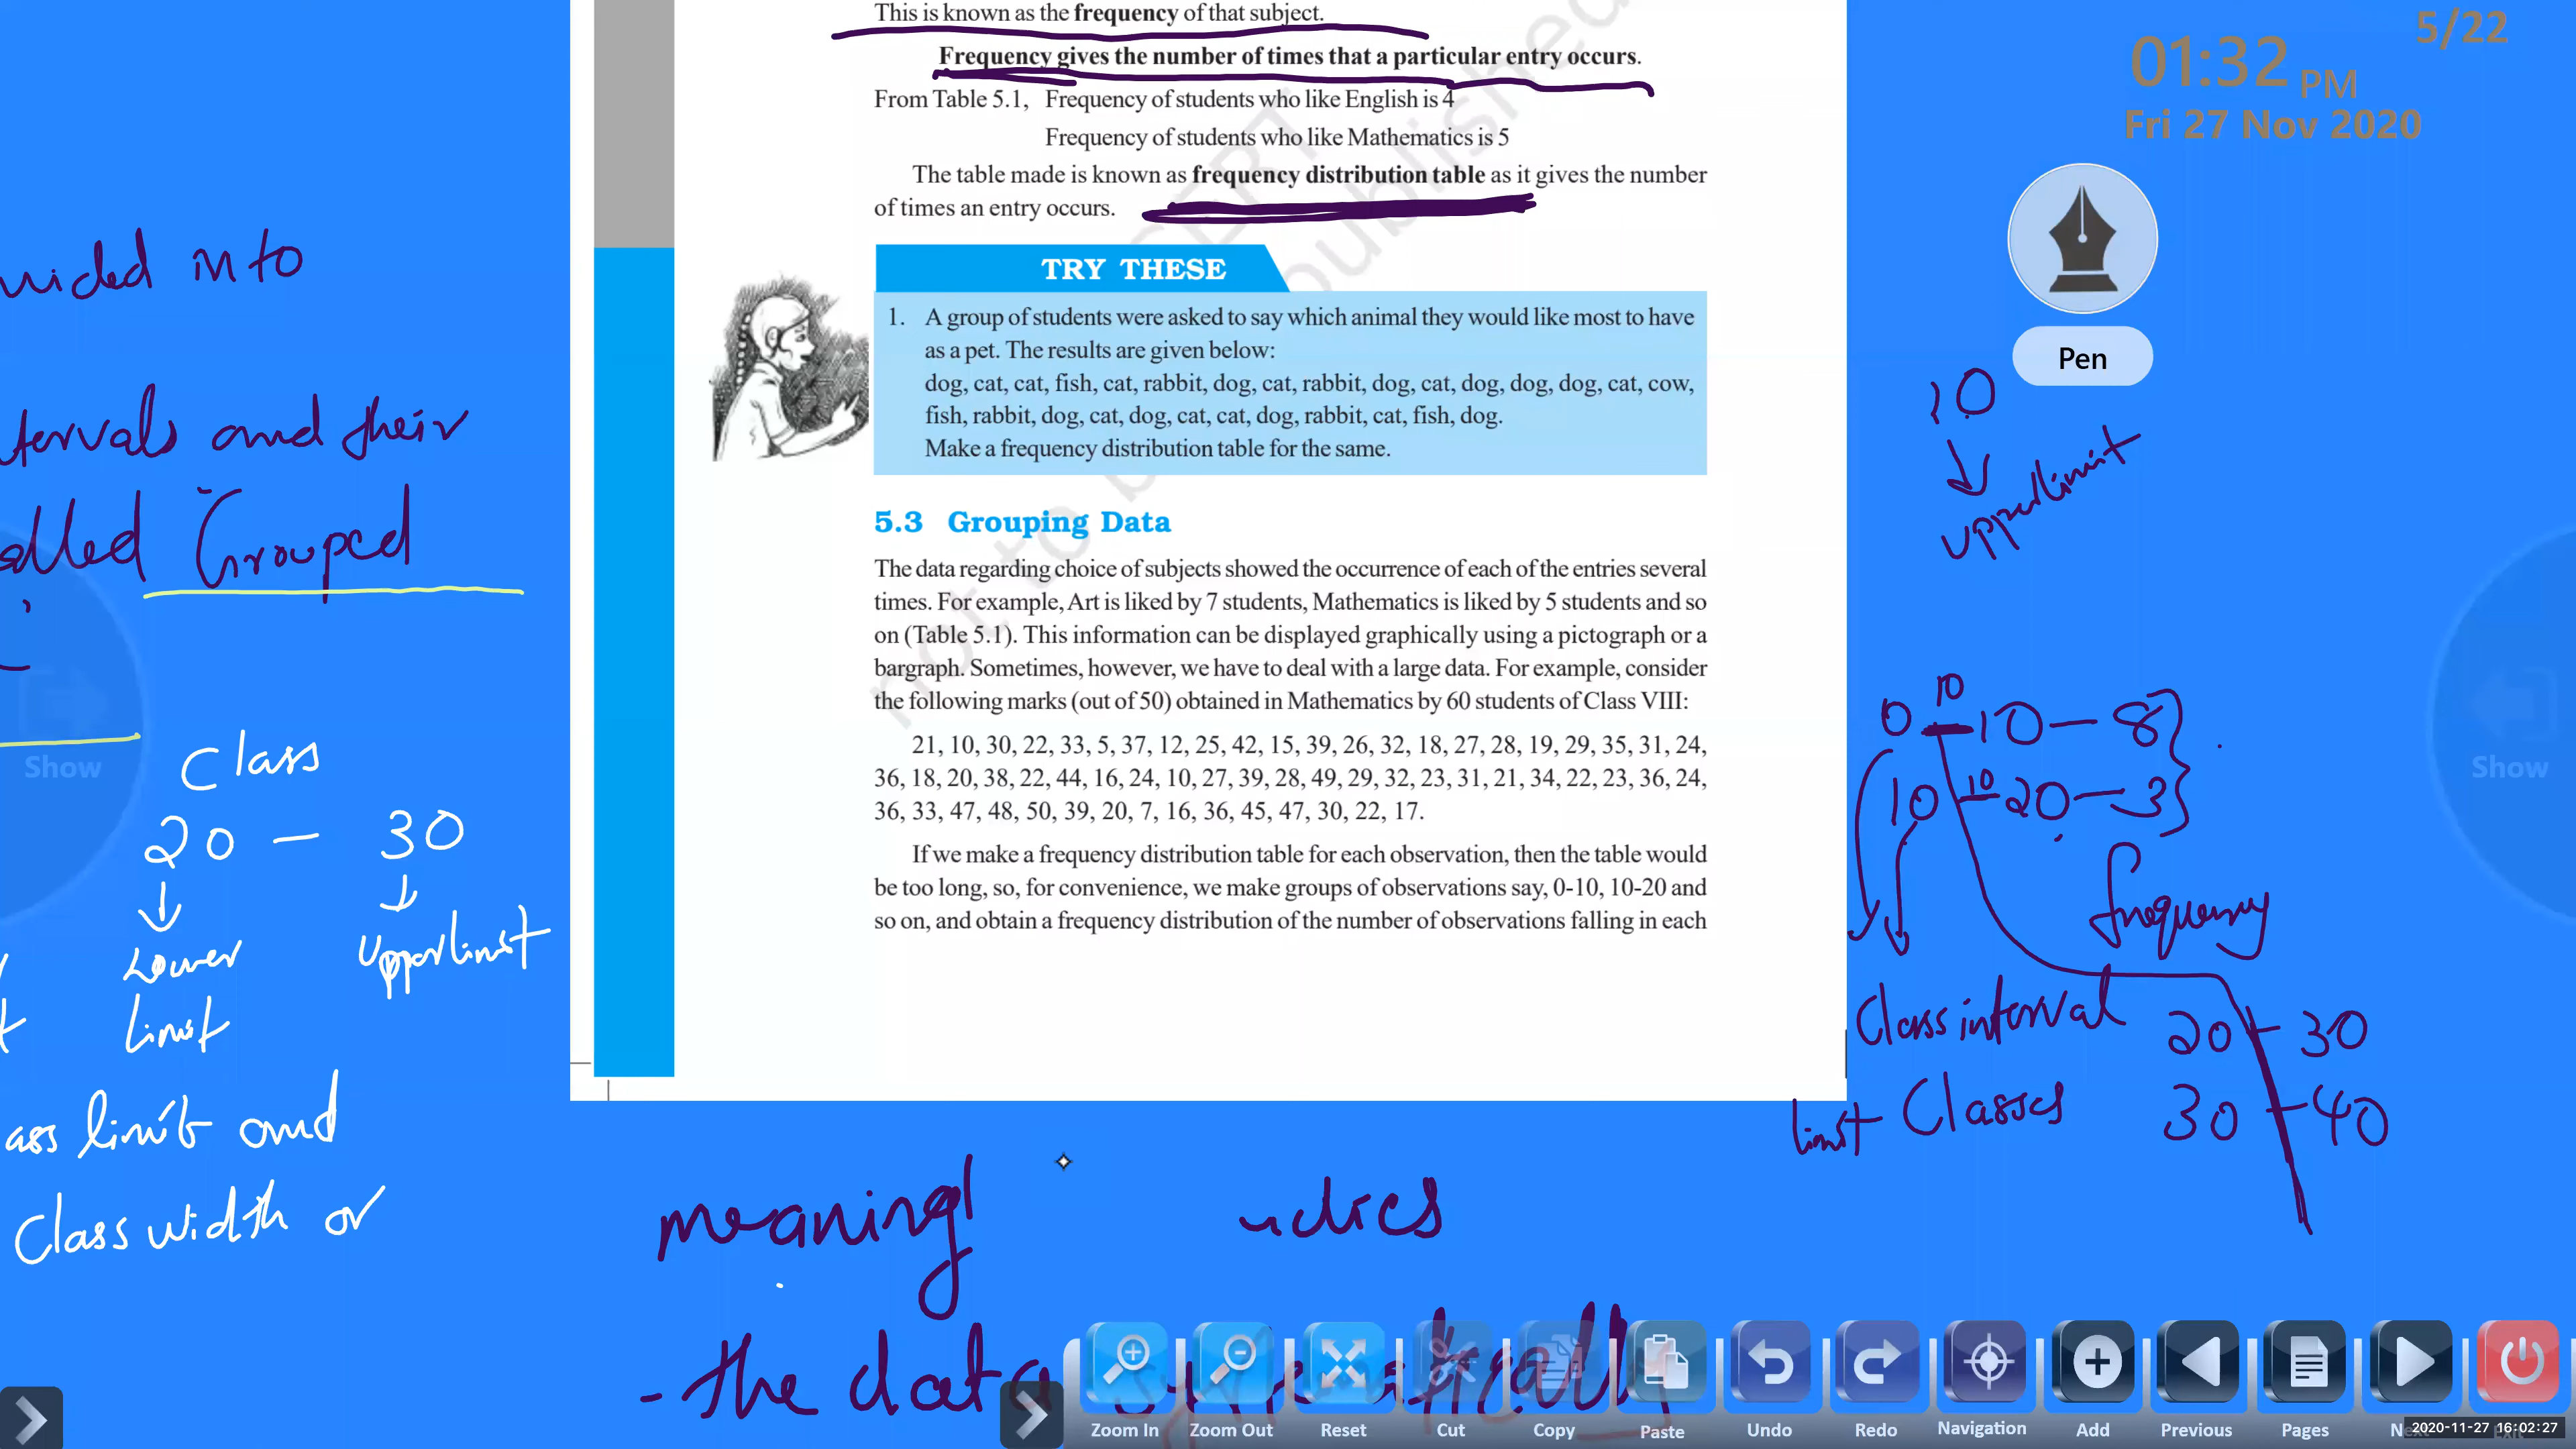 This is known as the frequency of that subject.
Frequency gives the number of times that a particular entry occurs.
From Table 5.1, Frequency of students who like English is 4
Frequency of students who like Mathematics is 5
The table made is known as frequency distribution table as it gives the number
of times an entry occurs.
TRY THESE
1. A group of students were asked to say which animal they would like most to have
as a pet. The results are given below:
dog, cat, cat, fish, cat, rabbit, dog, cat, rabbit, dog, cat, dog, dog, dog, cat, cow,
fish, rabbit, dog, cat, dog, cat, cat, dog, rabbit, cat, fish, dog.
Make a frequency distribution table for the same.
5.3 Grouping Data
The data regarding choice of subjects showed the occurrence of each of the entries several
times. For example, Art is liked by 7 students, Mathematics is liked by 5 students and so
on (Table 5.1). This information can be displayed graphically using a pictograph or a
bargraph. Sometimes, however, we have to deal with a large data. For example, consider
the following marks (out of 50) obtained in Mathematics by 60 students of Class VIII:
21, 10, 30, 22, 33, 5, 37, 12, 25, 42, 15, 39, 26, 32, 18, 27, 28, 19, 29, 35, 31, 24,
36, 18, 20, 38, 22, 44, 16, 24, 10, 27, 39, 28, 49, 29, 32, 23, 31, 21, 34, 22, 23, 36, 24,
36, 33, 47, 48, 50, 39, 20, 7, 16, 36, 45, 47, 30, 22, 17.
If we make a frequency distribution table for each observation, then the table would
be too long, so, for convenience, we make groups of observations say, 0-10, 10-20 and
so on, and obtain a frequency distribution of the number of observations falling in each
into
and their
Grouped
Show
Class
20 - 30
Lower Upper limit
limit
limit and
Class width or
meaning
- the data
5/22
01:32 PM
Fri 27 Nov 2020
Pen
10
Upper limit
10
0 - 10 - 8
10
10 - 20 - 3
frequency
Class interval
20 - 30
limit Classes
30 - 40
Show
Zoom In Zoom Out Reset Cut Copy Paste Undo Redo Navigation Add Previous Pages
2020-11-27 16:02:27